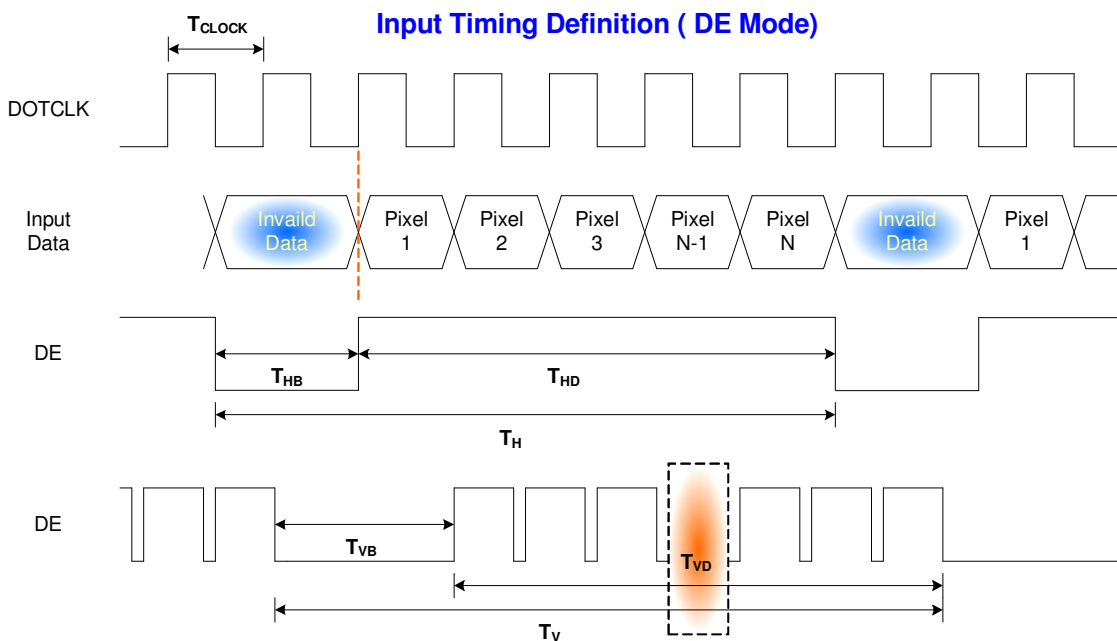 Input Timing Definition ( DE Mode)
TCLOCK
DOTCLK
Input
Data
Invaild
Data
Pixel
1
Pixel
2
Pixel
3
Pixel
N-1
Pixel
N
Invaild
Data
Pixel
1
DE
THB
THD
TH
DE
TVB
TVD
TV